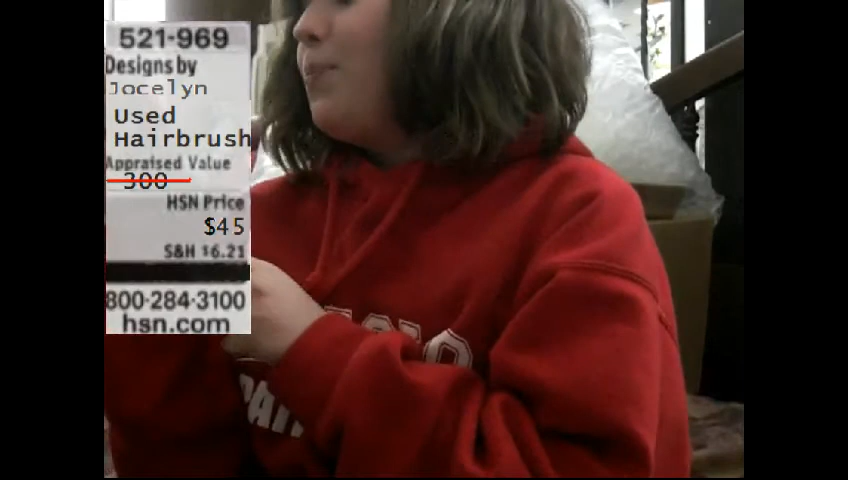 521-969
Designs by
Jocelyn
Used
Hairbrush
Appraised Value
300
HSN Price
$45
S&H $6.21
800-284-3100
hsn.com